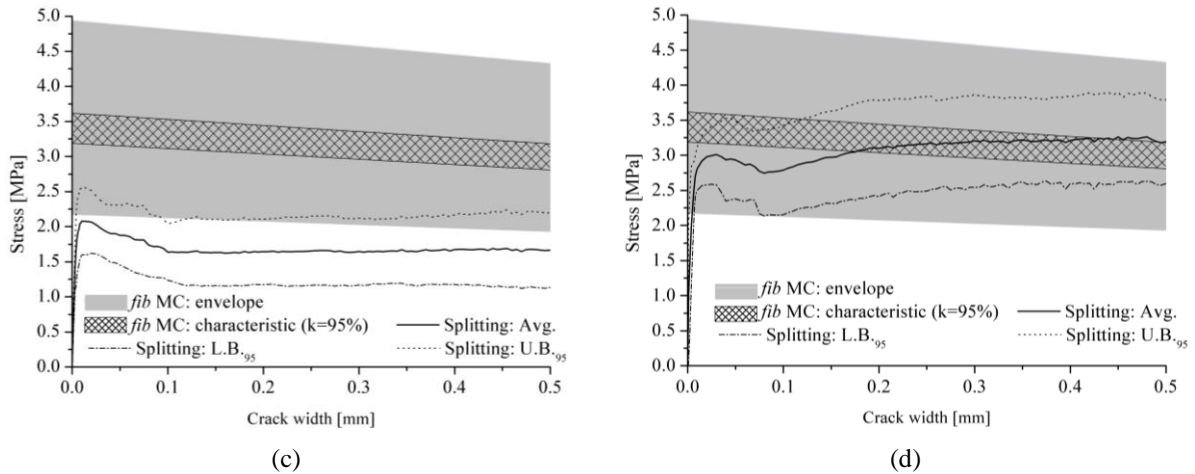 5.0
4.5
4.0
3.5
3.0
2.5
2.0
1.5
1.0
0.5
0.0
Stress [MPa]
fib MC: envelope
fib MC: characteristic (k=95%) Splitting: Avg.
Splitting: L.B.95 Splitting: U.B.95
0.0 0.1 0.2 0.3 0.4 0.5
Crack width [mm]
(c)
5.0
4.5
4.0
3.5
3.0
2.5
2.0
1.5
1.0
0.5
0.0
Stress [MPa]
fib MC: envelope
fib MC: characteristic (k=95%) Splitting: Avg.
Splitting: L.B.95 Splitting: U.B.95
0.0 0.1 0.2 0.3 0.4 0.5
Crack width [mm]
(d)